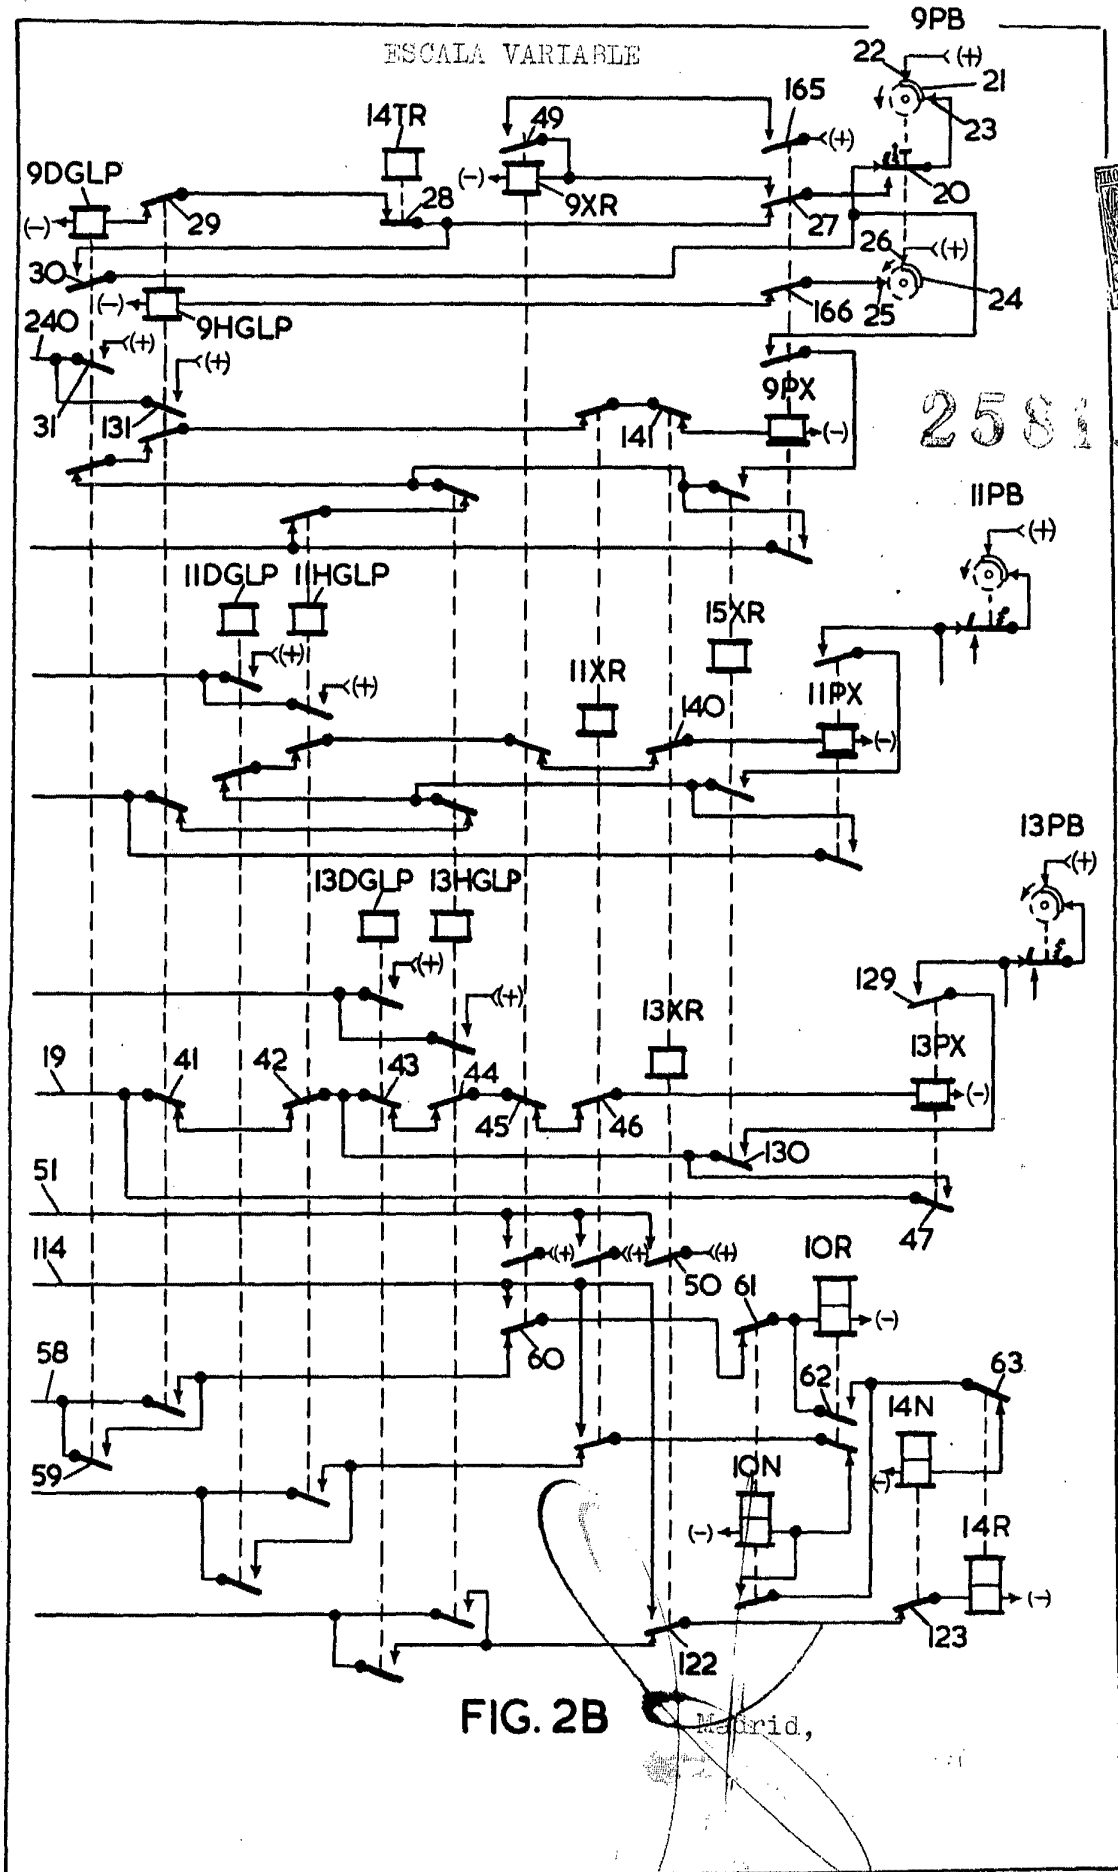 9PB
ESCALA VARIABLE
22 (+)
21
165
14TR
49
23
(+)
9DGLP
(-)
20
9XR
28
27
(-)
29
26
(+)
30
(-)
24
166
25
9HGLP
240
(+)
(+)
9PX
31
131
141
(-)
2581
11PB
(+)
11DGLP
11HGLP
15XR
(+)
11XR
11PX
(+)
140
(-)
13PB
(+)
13DGLP
13HGLP
(+)
129
(+)
13XR
13PX
19
41
42
43
44
(-)
45
46
130
51
47
114
(+)
(+)
(+)
10R
50
61
(-)
60
58
62
63
14N
59
10N
(-)
(-)
14R
(-)
123
122
FIG. 2B
Madrid,